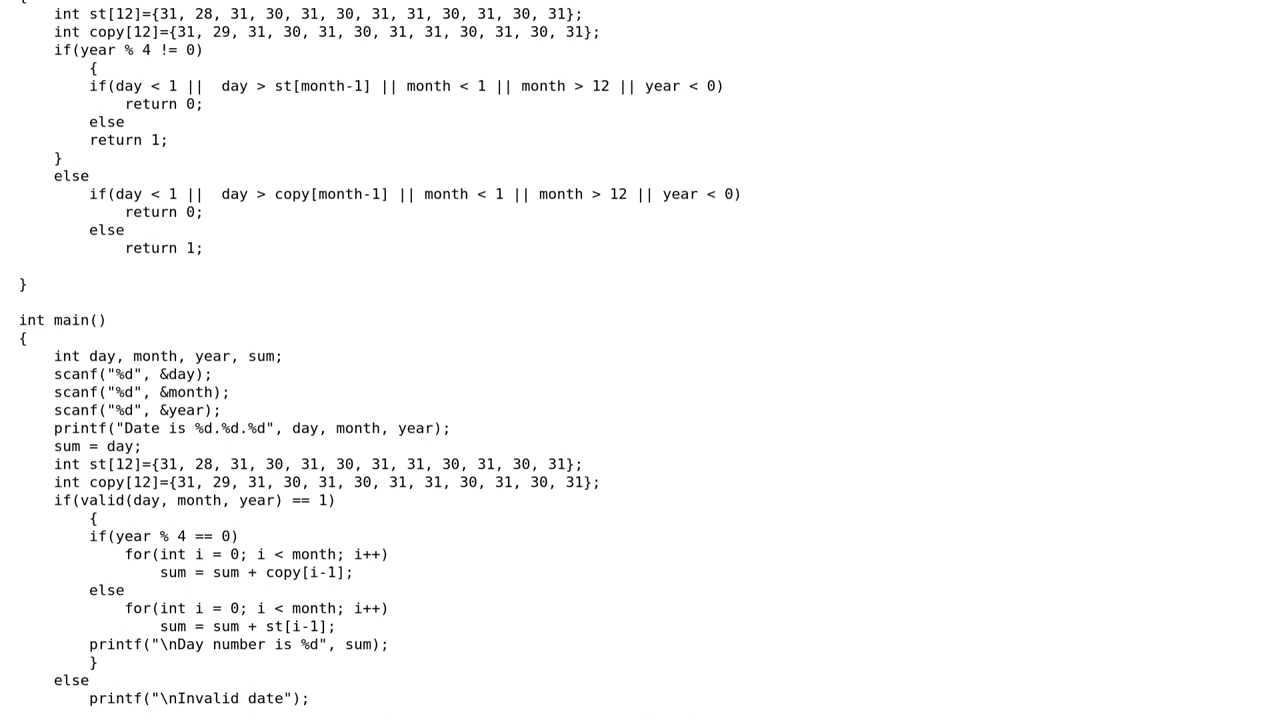 {
int st[12]={31, 28, 31, 30, 31, 30, 31, 31, 30, 31, 30, 31};
int copy[12]={31, 29, 31, 30, 31, 30, 31, 31, 30, 31, 30, 31};
if(year % 4 != 0)
{
if(day < 1 ||  day > st[month-1] || month < 1 || month > 12 || year < 0)
return 0;
else
return 1;
}
else
if(day < 1 ||  day > copy[month-1] || month < 1 || month > 12 || year < 0)
return 0;
else
return 1;
}
int main()
{
int day, month, year, sum;
scanf("%d", &day);
scanf("%d", &month);
scanf("%d", &year);
printf("Date is %d.%d.%d", day, month, year);
sum = day;
int st[12]={31, 28, 31, 30, 31, 30, 31, 31, 30, 31, 30, 31};
int copy[12]={31, 29, 31, 30, 31, 30, 31, 31, 30, 31, 30, 31};
if(valid(day, month, year) == 1)
{
if(year % 4 == 0)
for(int i = 0; i < month; i++)
sum = sum + copy[i-1];
else
for(int i = 0; i < month; i++)
sum = sum + st[i-1];
printf("\nDay number is %d", sum);
}
else
printf("\nInvalid date");